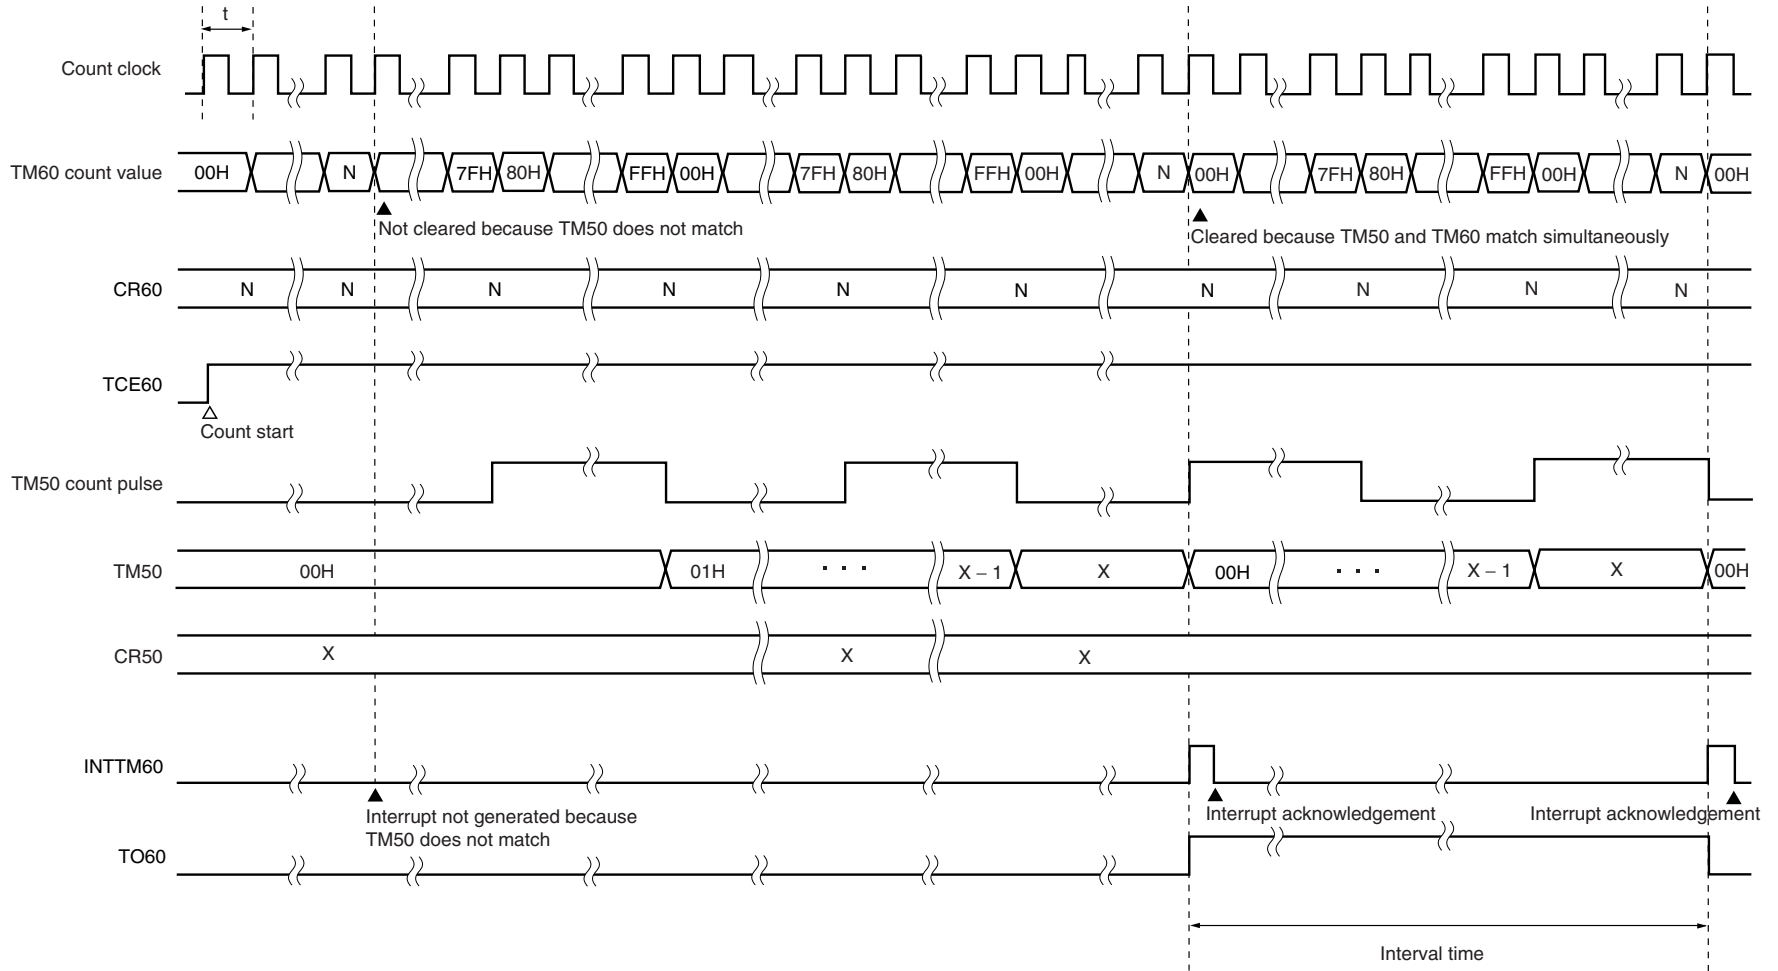 t
Count clock
TM60 count value 00H N 7FH 80H FFH 00H 7FH 80H FFH 00H N 00H 7FH 80H FFH 00H N 00H
Not cleared because TM50 does not match
Cleared because TM50 and TM60 match simultaneously
CR60 N N N N N N N N N N
TCE60
Count start
TM50 count pulse
TM50 00H 01H · · · X – 1 X 00H · · · X – 1 X 00H
CR50 X X X
INTTM60
Interrupt not generated because
TM50 does not match
Interrupt acknowledgement Interrupt acknowledgement
TO60
Interval time